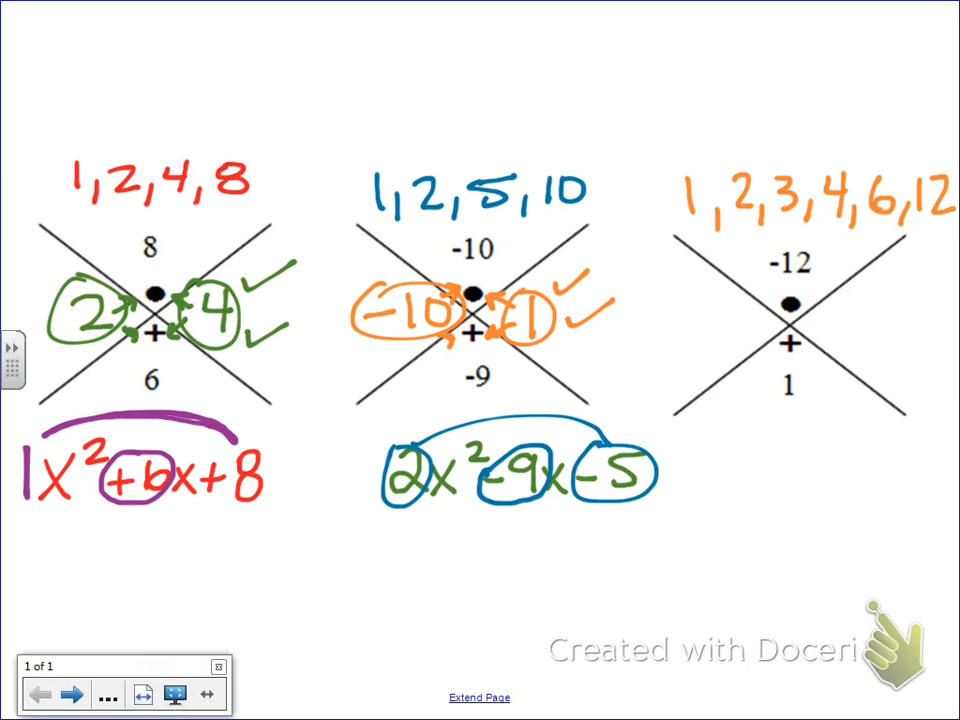 1, 2, 4, 8
1, 2, 5, 10
1, 2, 3, 4, 6, 12
8
-10
-12
2 4 ✓
-10 1 ✓
+
✓
+
✓
+
6
-9
1
1x² +6x+8
2x² -9x -5
Created with Doceri
1 of 1
...
Extend Page